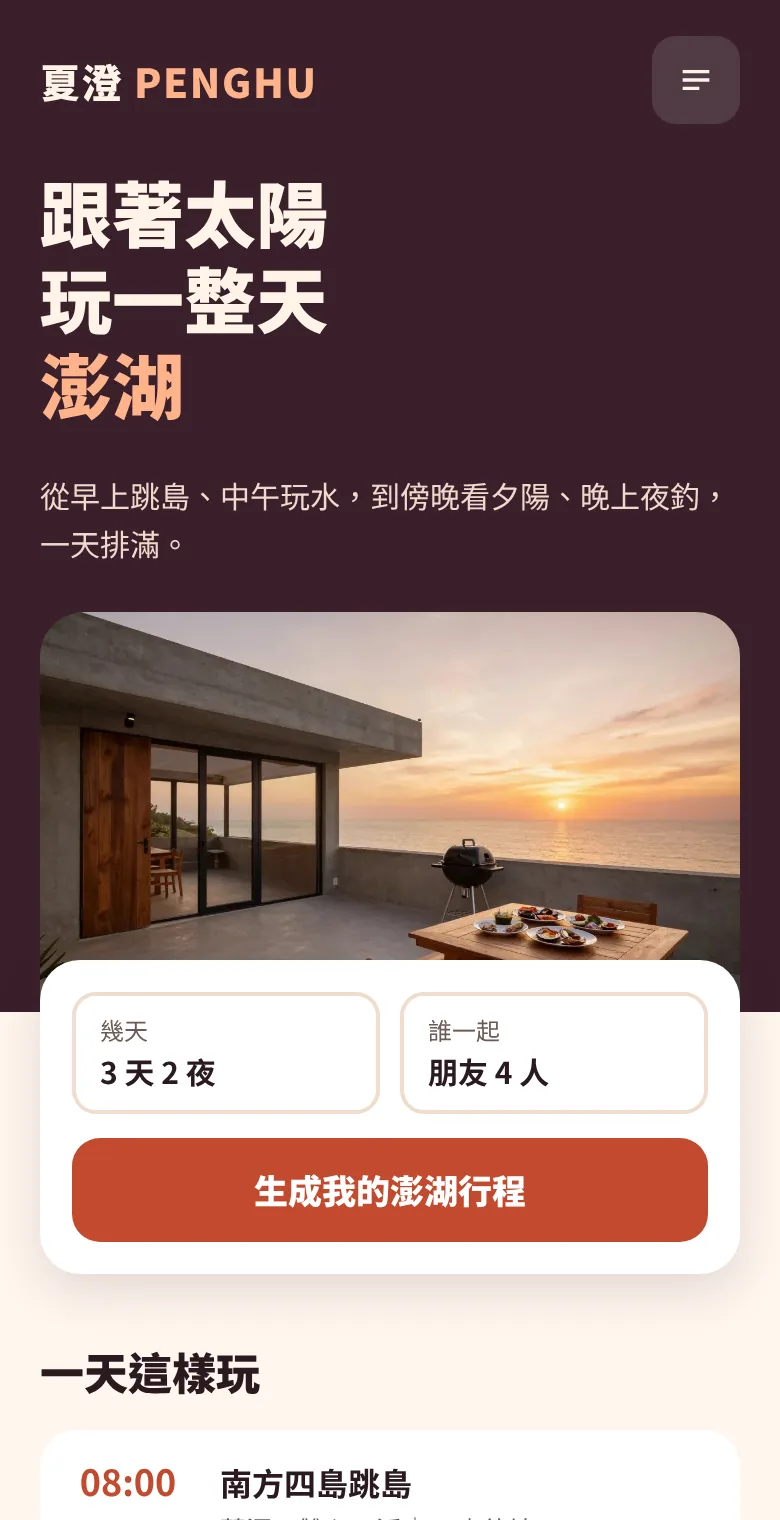 夏澄 PENGHU
跟著太陽
玩一整天
澎湖
從早上跳島、中午玩水，到傍晚看夕陽、晚上夜釣，
一天排滿。
幾天
3 天 2 夜
誰一起
朋友 4 人
生成我的澎湖行程
一天這樣玩
08:00
南方四島跳島